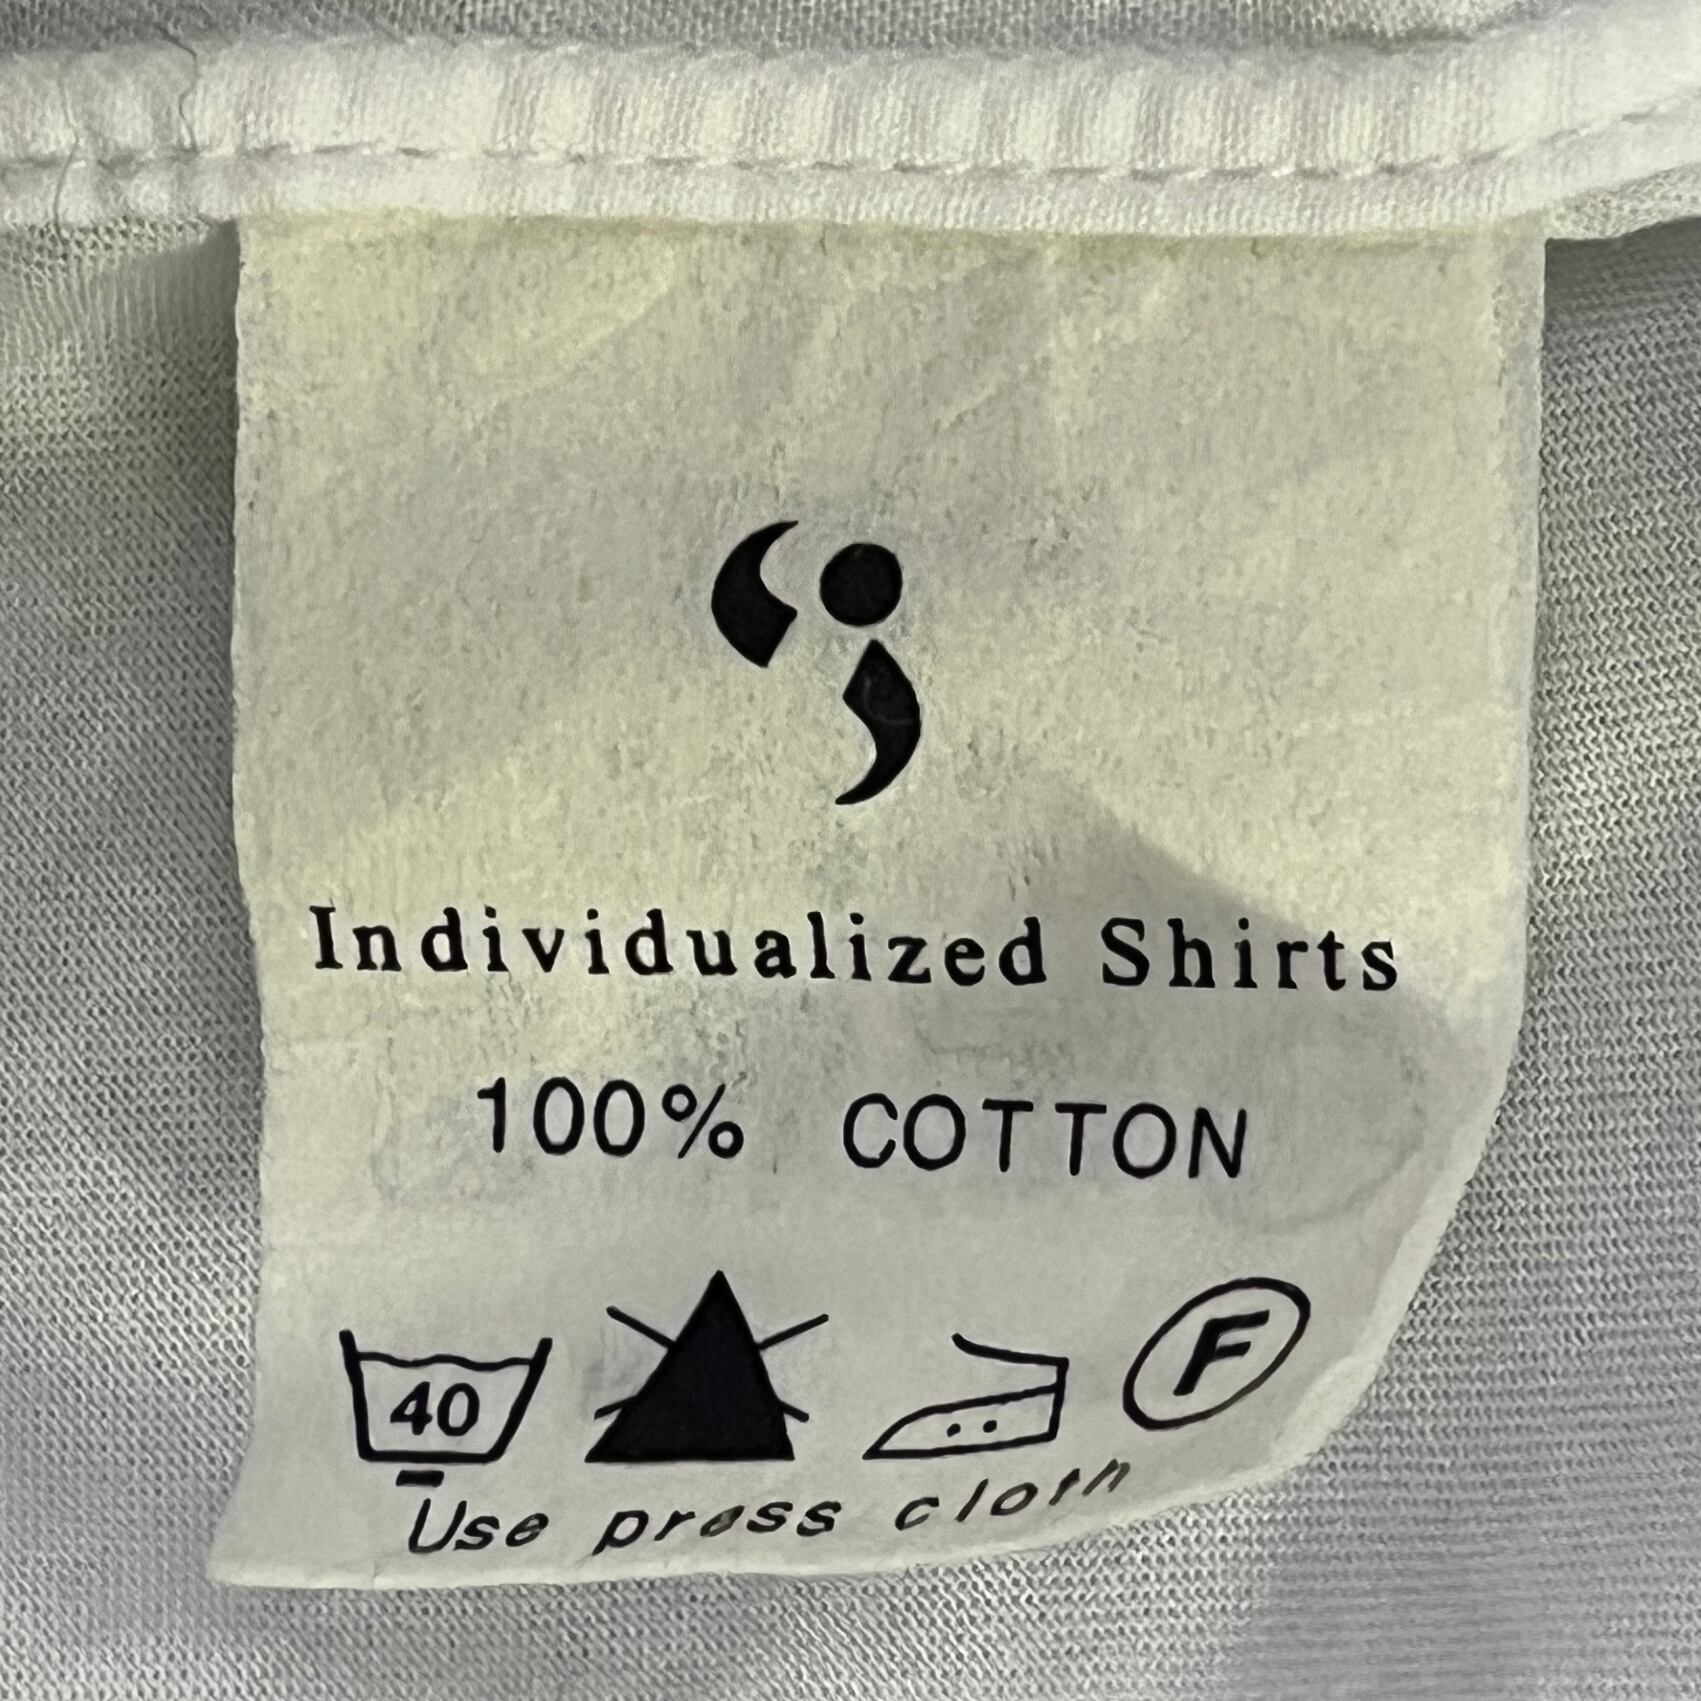 Individualized Shirts
100% COTTON
40 F
Use press cloth